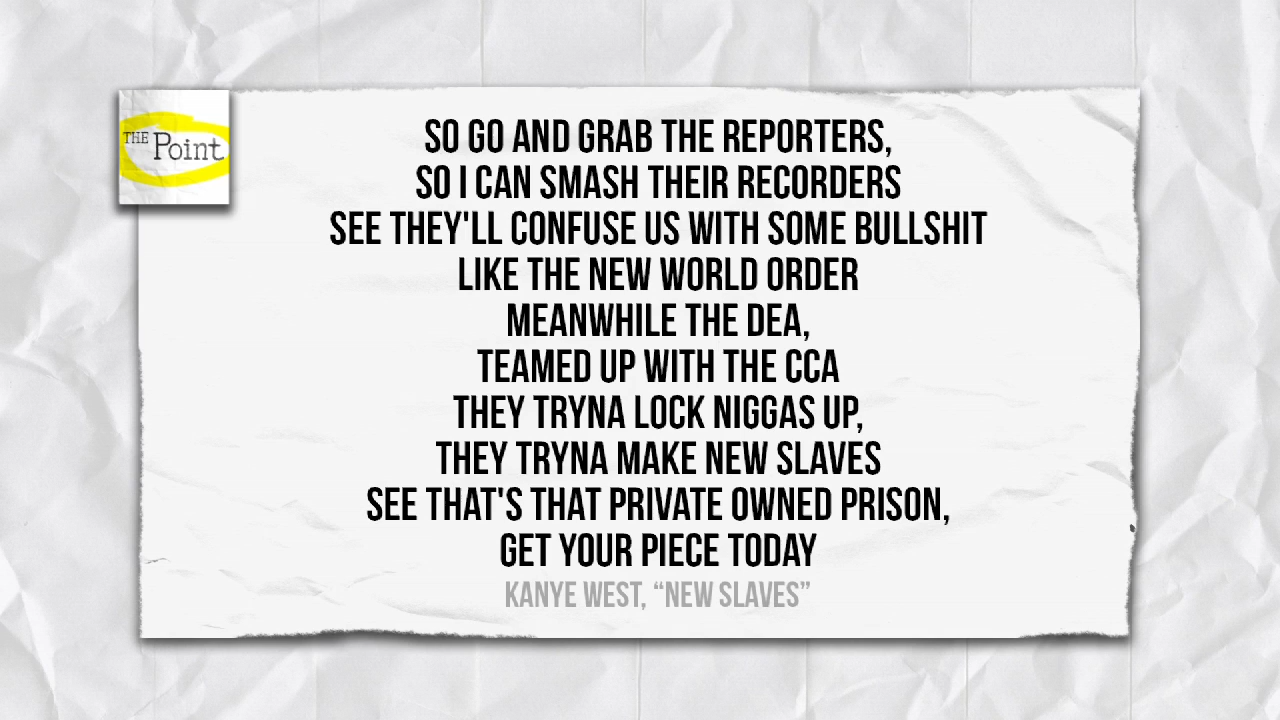 THE Point
SO GO AND GRAB THE REPORTERS,
SO I CAN SMASH THEIR RECORDERS
SEE THEY'LL CONFUSE US WITH SOME BULLSHIT
LIKE THE NEW WORLD ORDER
MEANWHILE THE DEA,
TEAMED UP WITH THE CCA
THEY TRYNA LOCK NIGGAS UP,
THEY TRYNA MAKE NEW SLAVES
SEE THAT'S THAT PRIVATE OWNED PRISON,
GET YOUR PIECE TODAY
KANYE WEST, “NEW SLAVES”